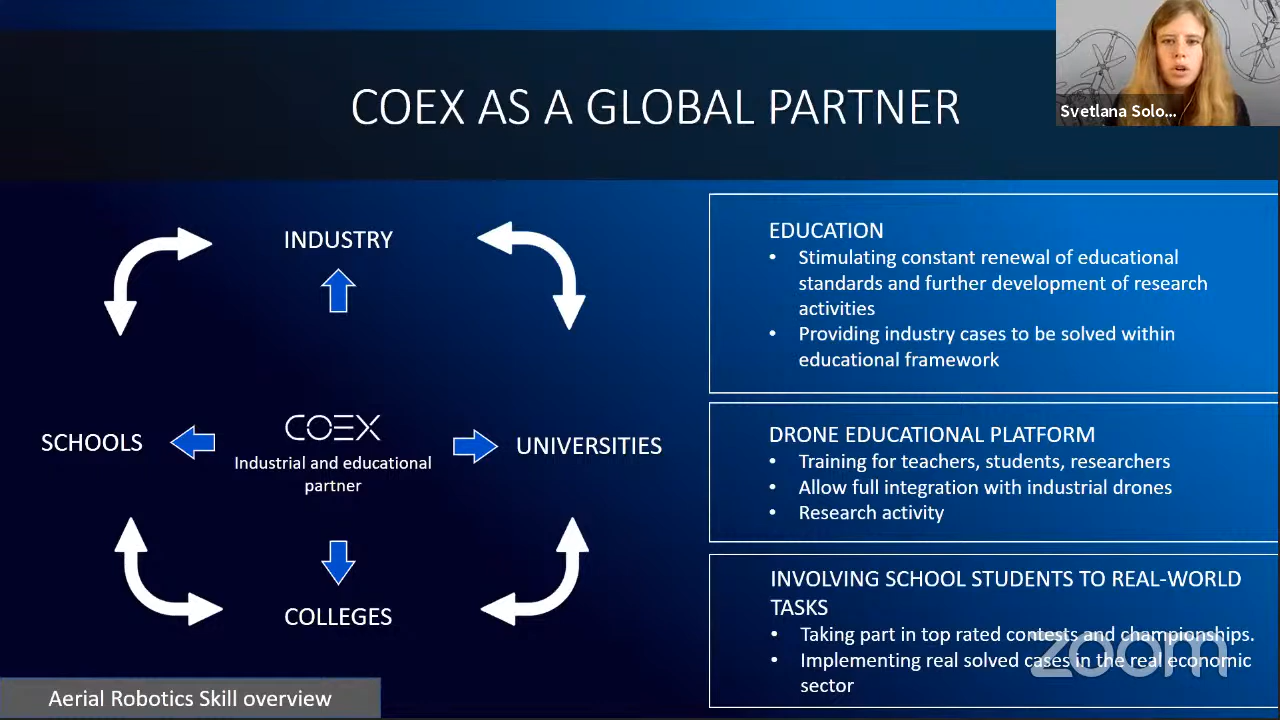 COEX AS A GLOBAL PARTNER
Svetlana Solo...
INDUSTRY
SCHOOLS
COEX
Industrial and educational
partner
UNIVERSITIES
COLLEGES
EDUCATION
• Stimulating constant renewal of educational
standards and further development of research
activities
• Providing industry cases to be solved within
educational framework
DRONE EDUCATIONAL PLATFORM
• Training for teachers, students, researchers
• Allow full integration with industrial drones
• Research activity
INVOLVING SCHOOL STUDENTS TO REAL-WORLD
TASKS
• Taking part in top rated contests and championships.
• Implementing real solved cases in the real economic
sector
zoom
Aerial Robotics Skill overview